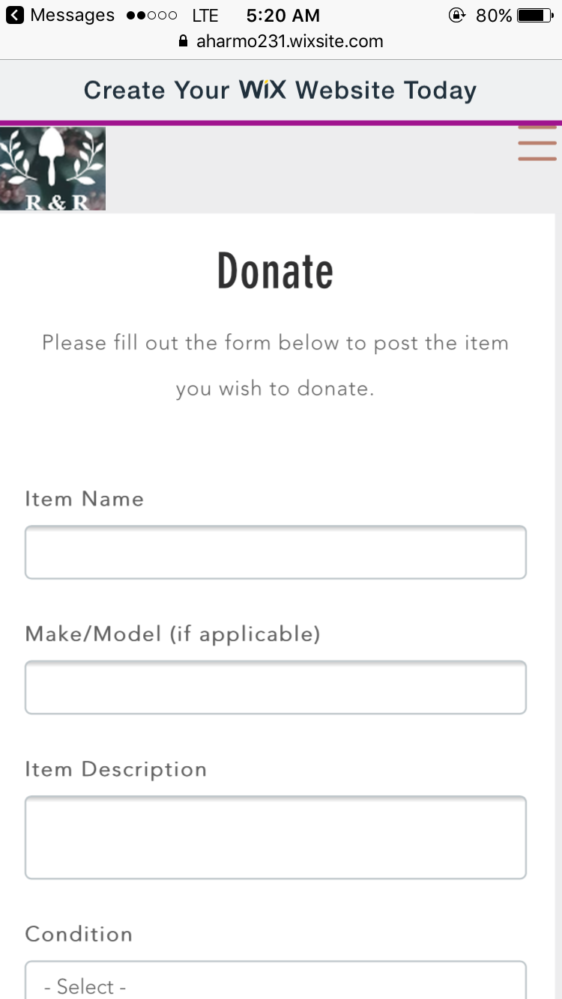 Messages LTE 5:20 AM 80%
aharmo231.wixsite.com
Create Your WiX Website Today
R & R
Donate
Please fill out the form below to post the item
you wish to donate.
Item Name
Make/Model (if applicable)
Item Description
Condition
- Select -